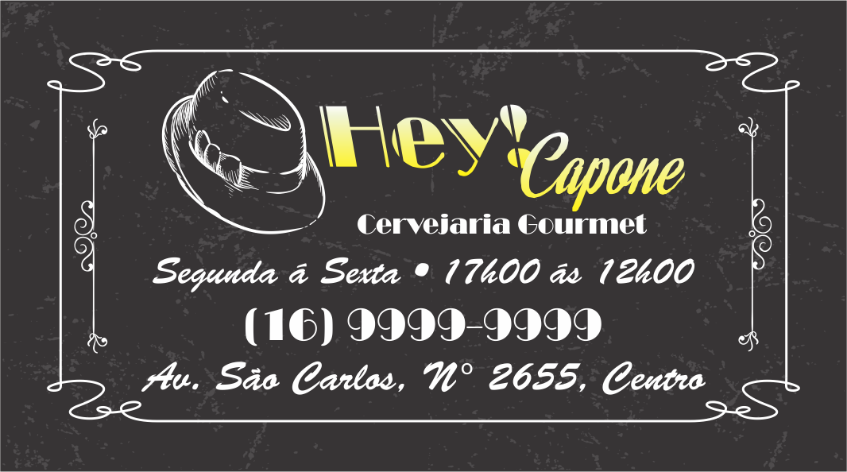 Hey!
Capone
Cervejaria Gourmet
Segunda á Sexta • 17h00 ás 12h00
(16) 9999-9999
Av. São Carlos, N° 2655, Centro